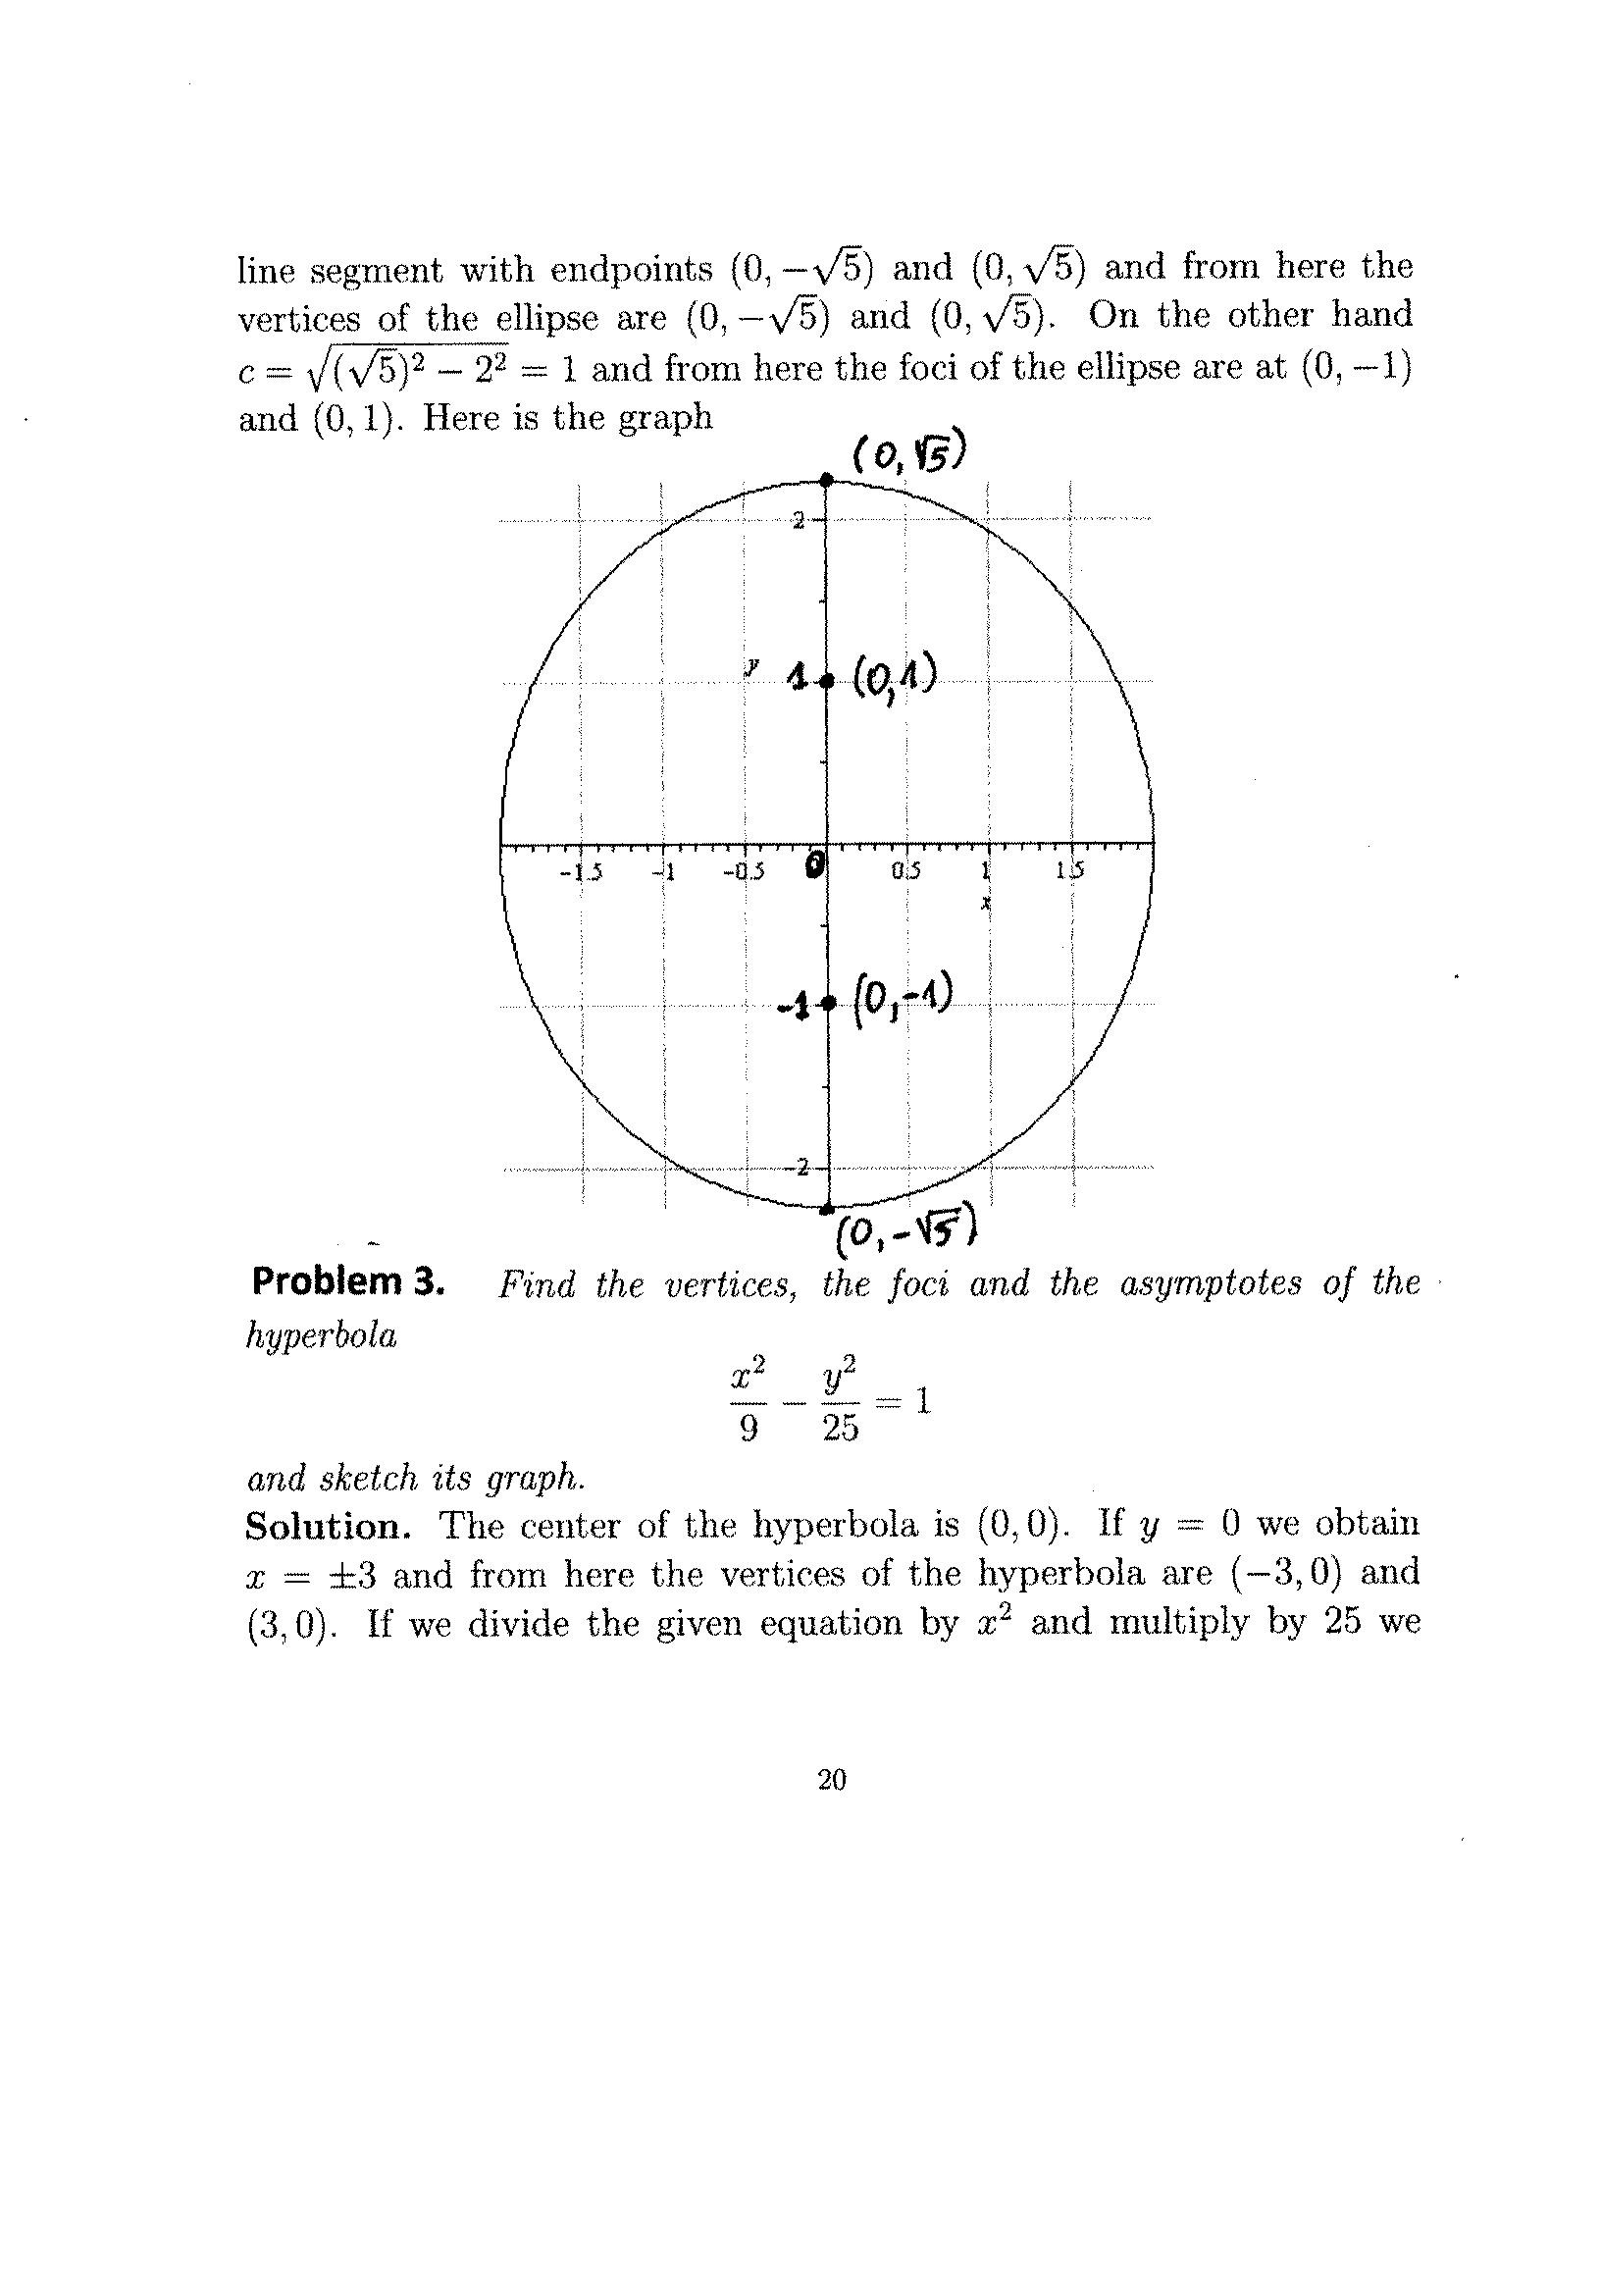 line segment with endpoints (0, −√5) and (0, √5) and from here the
vertices of the ellipse are (0, −√5) and (0, √5). On the other hand
c = √((√5)² − 2²) = 1 and from here the foci of the ellipse are at (0, −1)
and (0, 1). Here is the graph
(0, √5)
2
y 1 (0,1)
-1.5 -1 -0.5 0 0.5 1 1.5
x
-1 (0,-1)
-2
(0, -√5)
Problem 3. Find the vertices, the foci and the asymptotes of the
hyperbola
x²/9 − y²/25 = 1
and sketch its graph.
Solution. The center of the hyperbola is (0, 0). If y = 0 we obtain
x = ±3 and from here the vertices of the hyperbola are (−3, 0) and
(3, 0). If we divide the given equation by x² and multiply by 25 we
20